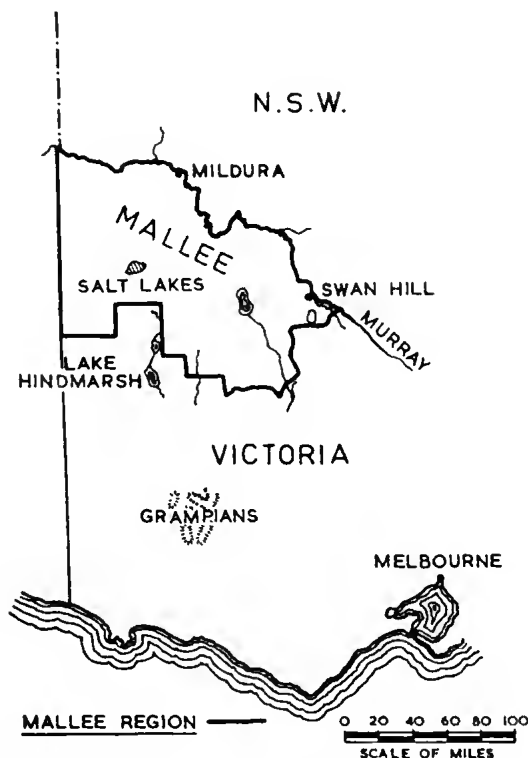 N.S.W.
MILDURA
MALLEE
SALT LAKES
SWAN HILL
MURRAY
LAKE
HINDMARSH
VICTORIA
GRAMPIANS
MELBOURNE
MALLEE REGION
0 20 40 60 80 100
SCALE OF MILES